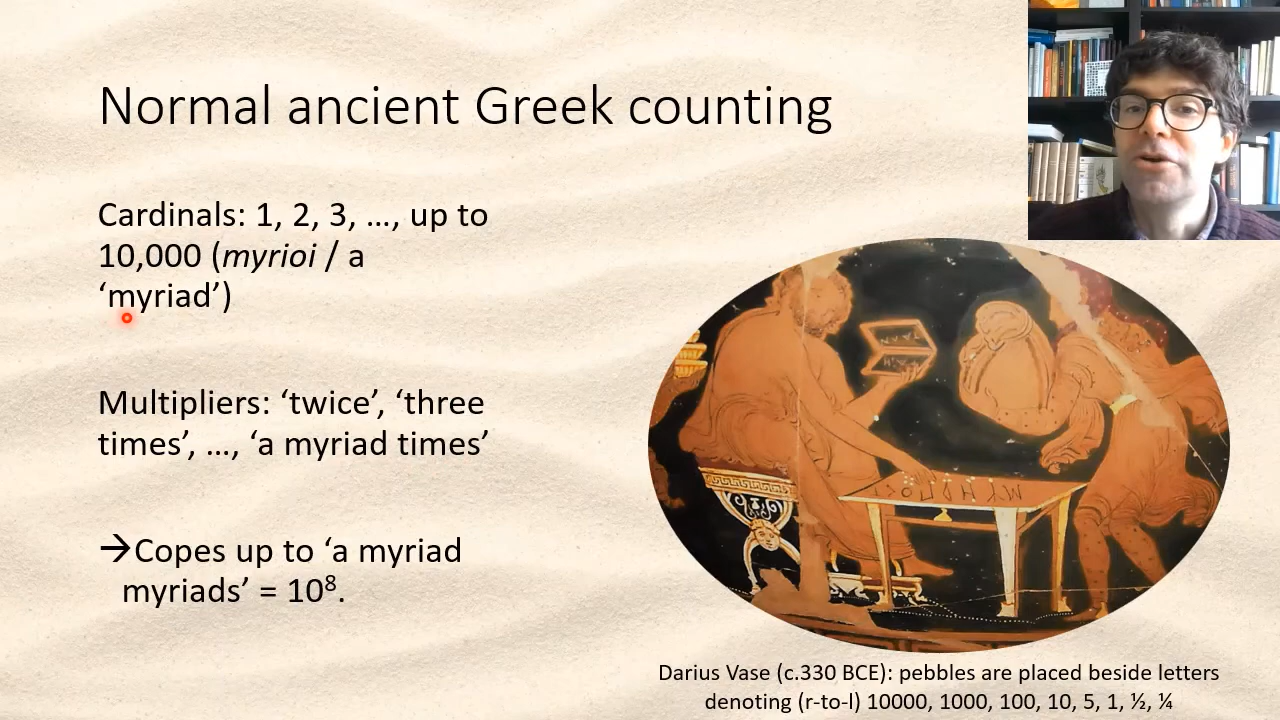 Normal ancient Greek counting
Cardinals: 1, 2, 3, …, up to
10,000 (myrioi / a
‘myriad’)
Multipliers: ‘twice’, ‘three
times’, …, ‘a myriad times’
→Copes up to ‘a myriad
myriads’ = 10⁸.
Darius Vase (c.330 BCE): pebbles are placed beside letters
denoting (r-to-l) 10000, 1000, 100, 10, 5, 1, ½, ¼